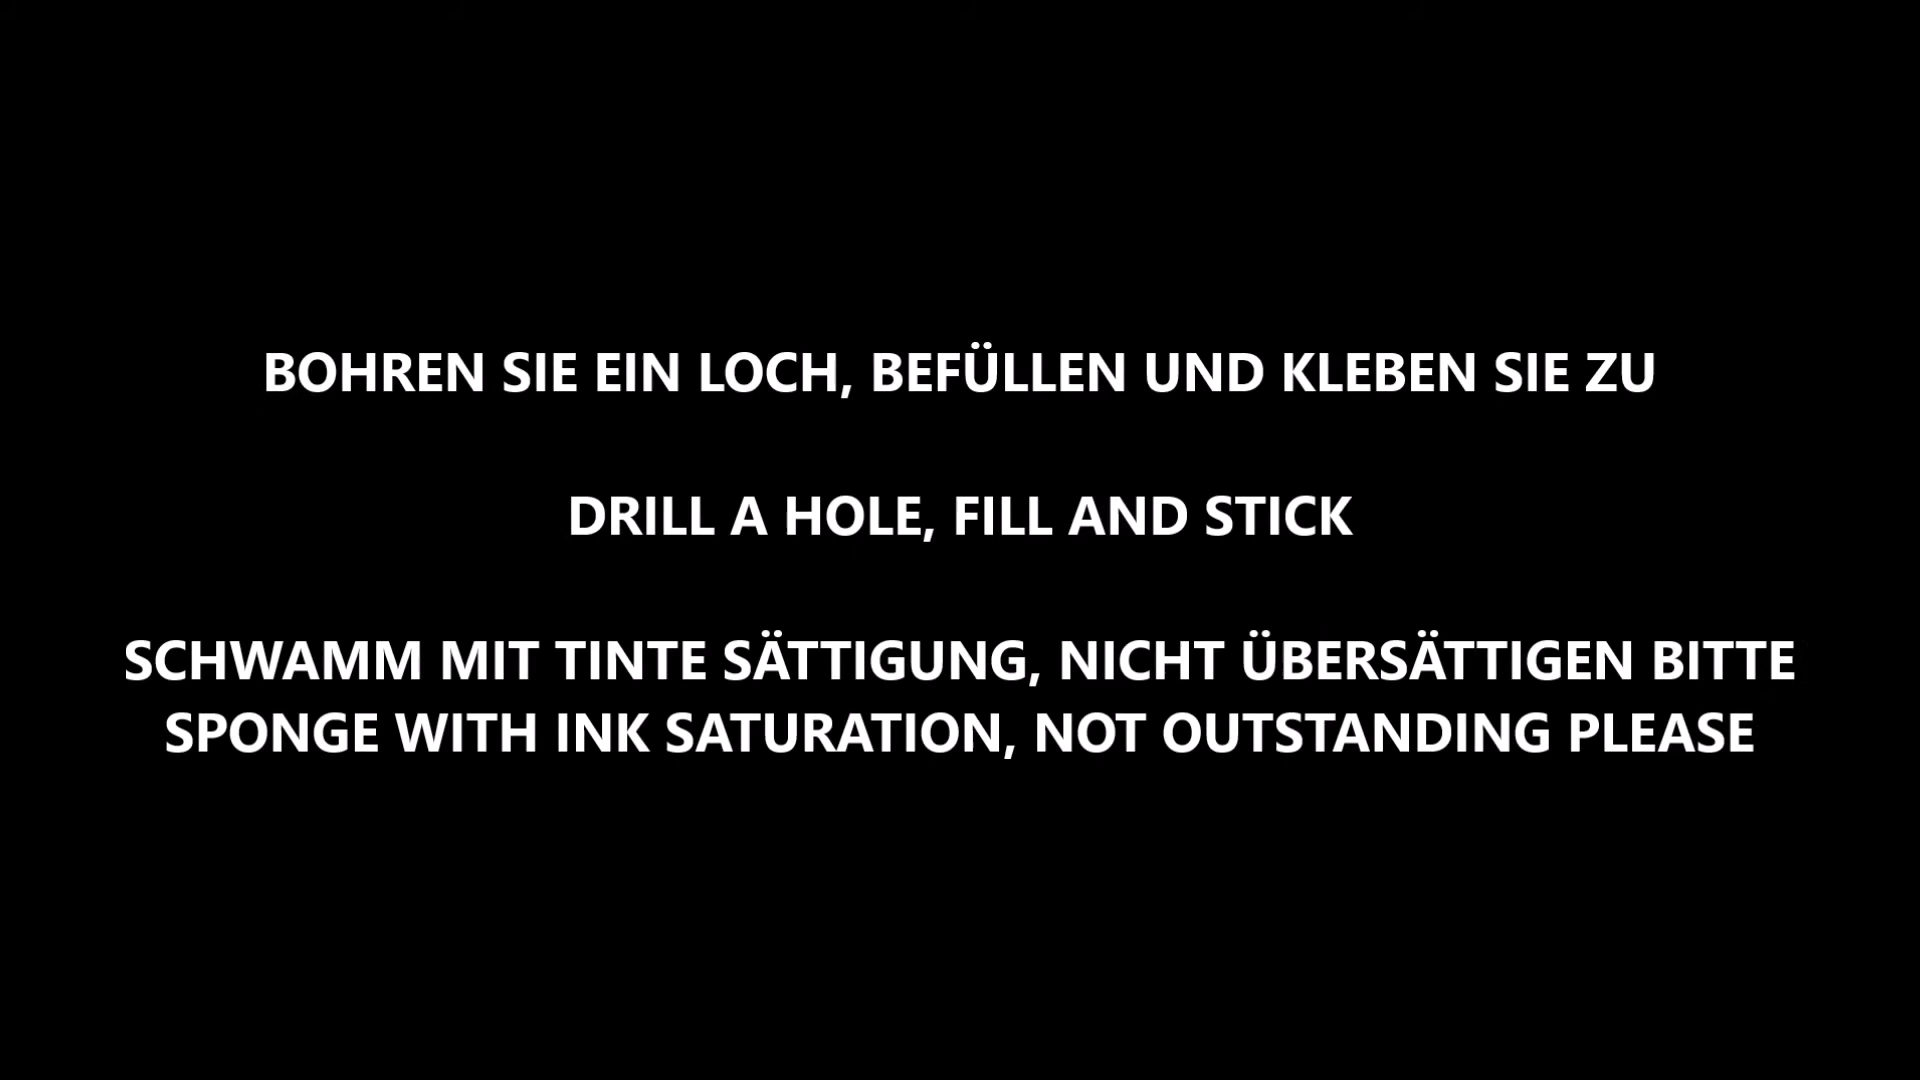 BOHREN SIE EIN LOCH, BEFÜLLEN UND KLEBEN SIE ZU
DRILL A HOLE, FILL AND STICK
SCHWAMM MIT TINTE SÄTTIGUNG, NICHT ÜBERSÄTTIGEN BITTE
SPONGE WITH INK SATURATION, NOT OUTSTANDING PLEASE